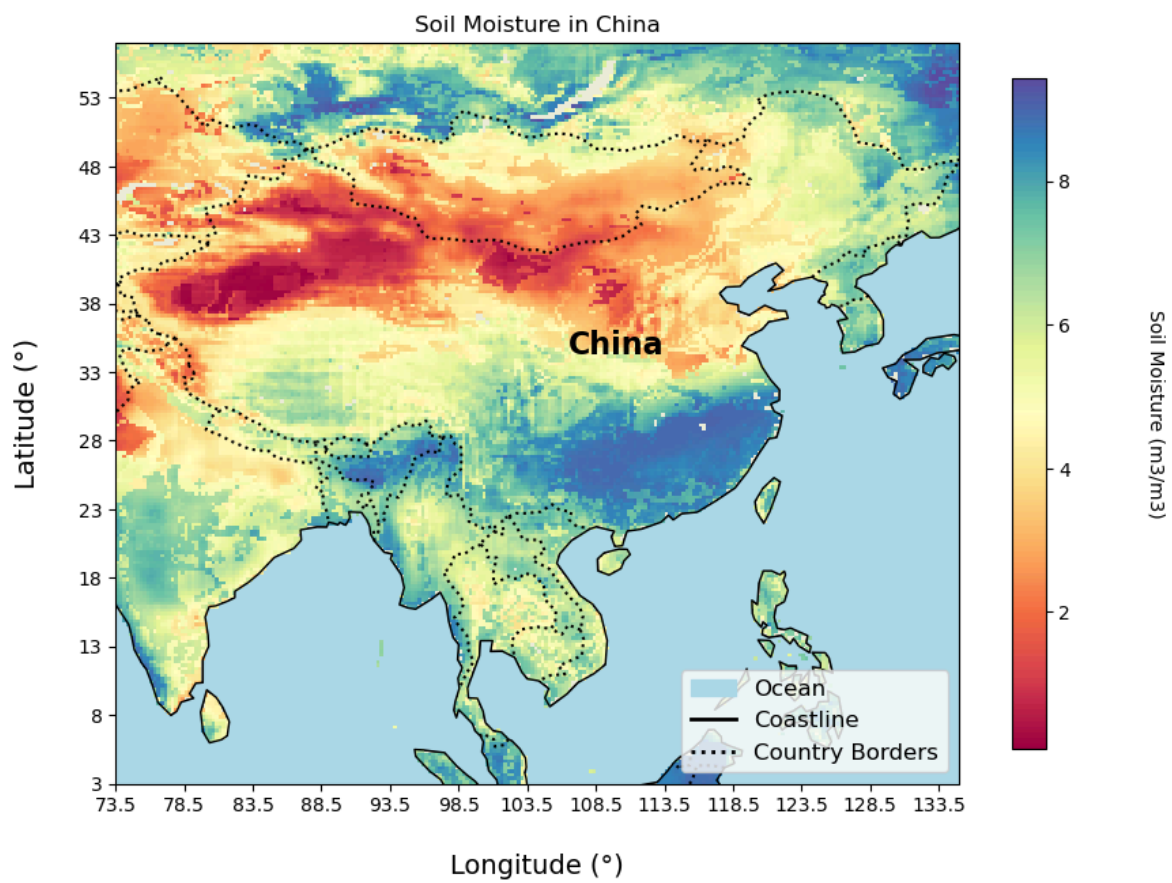 Soil Moisture in China
53
48
43
38
33
28
23
18
13
8
3
73.5 78.5 83.5 88.5 93.5 98.5 103.5 108.5 113.5 118.5 123.5 128.5 133.5
Latitude (°)
Longitude (°)
China
Ocean
Coastline
Country Borders
8
6
4
2
Soil Moisture (m3/m3)